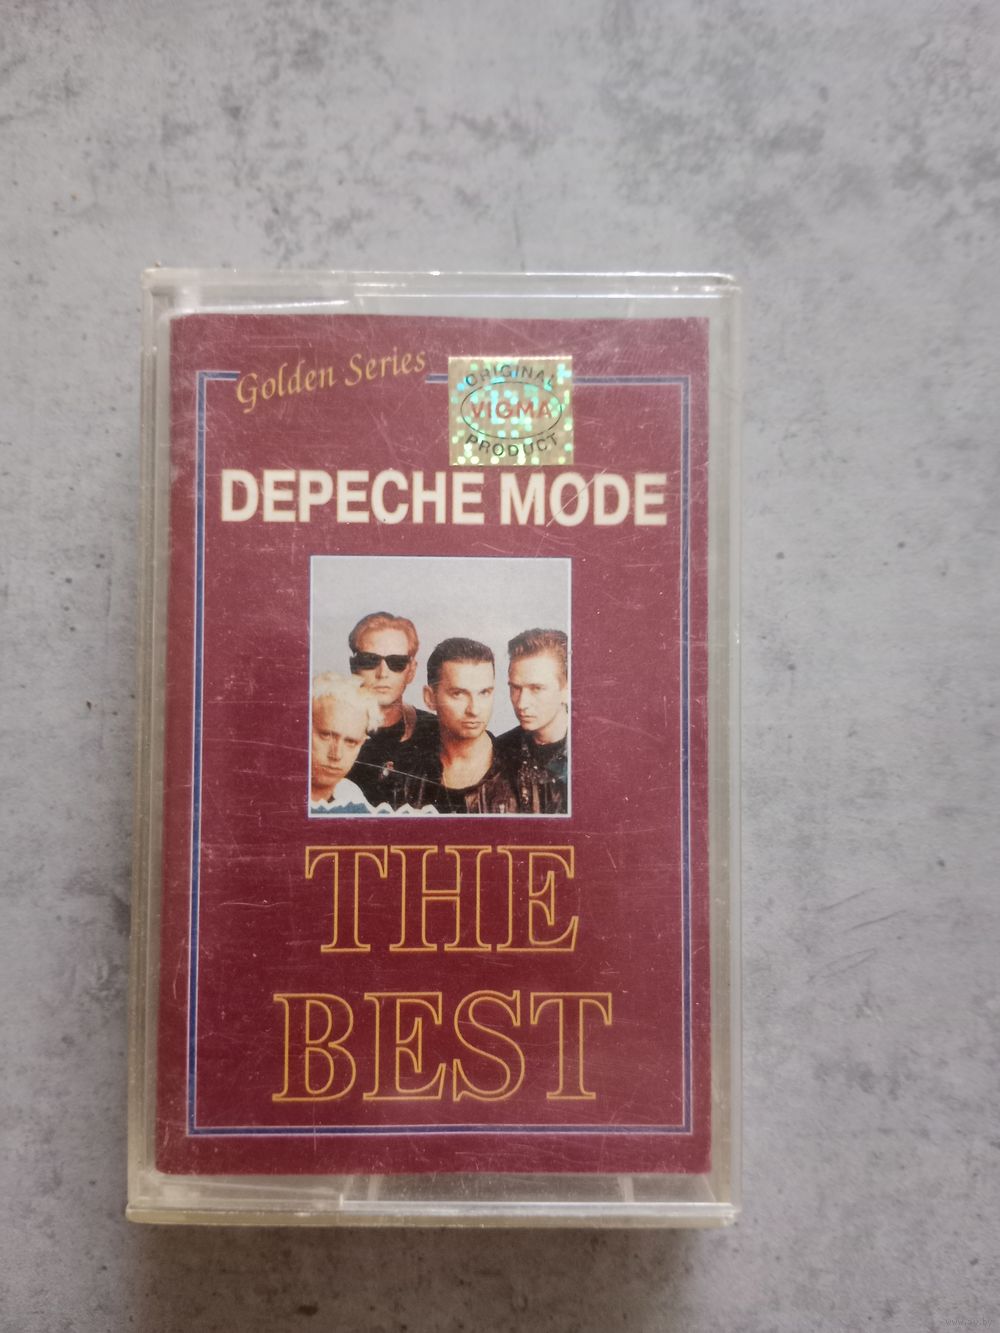 Golden Series
ORIGINAL
VIGMA
PRODUCT
DEPECHE MODE
THE
BEST